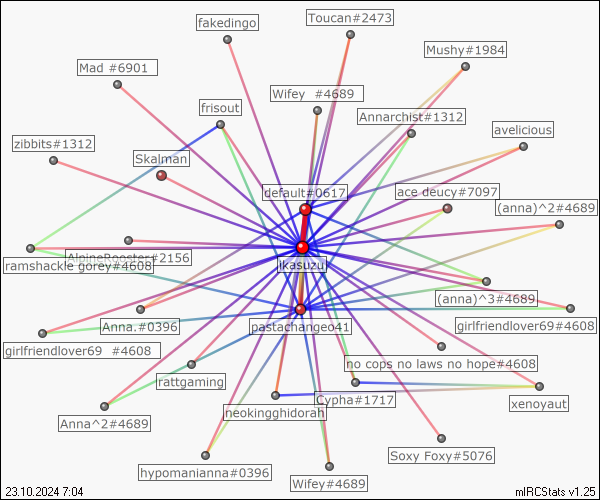 fakedingo
Toucan#2473
Mushy#1984
Mad #6901
Wifey  #4689
frisout
Annarchist#1312
avelicious
zibbits#1312
Skalman
default#0617
ace deucy#7097
(anna)^2#4689
AlpineRooster#2156
ramshackle gorey#4608
ikasuzu
(anna)^3#4689
Anna.#0396
pastachangeo41
girlfriendlover69#4608
girlfriendlover69  #4608
no cops no laws no hope#4608
rattgaming
Cypha#1717
xenoyaut
neokingghidorah
Anna^2#4689
Soxy Foxy#5076
hypomanianna#0396
Wifey#4689
23.10.2024 7:04
mIRCStats v1.25